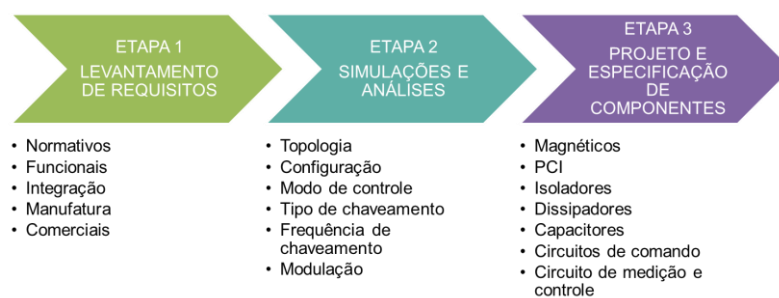 ETAPA 1
LEVANTAMENTO
DE REQUISITOS
• Normativos
• Funcionais
• Integração
• Manufatura
• Comerciais
ETAPA 2
SIMULAÇÕES E
ANÁLISES
• Topologia
• Configuração
• Modo de controle
• Tipo de chaveamento
• Frequência de
chaveamento
• Modulação
ETAPA 3
PROJETO E
ESPECIFICAÇÃO
DE
COMPONENTES
• Magnéticos
• PCI
• Isoladores
• Dissipadores
• Capacitores
• Circuitos de comando
• Circuito de medição e
controle